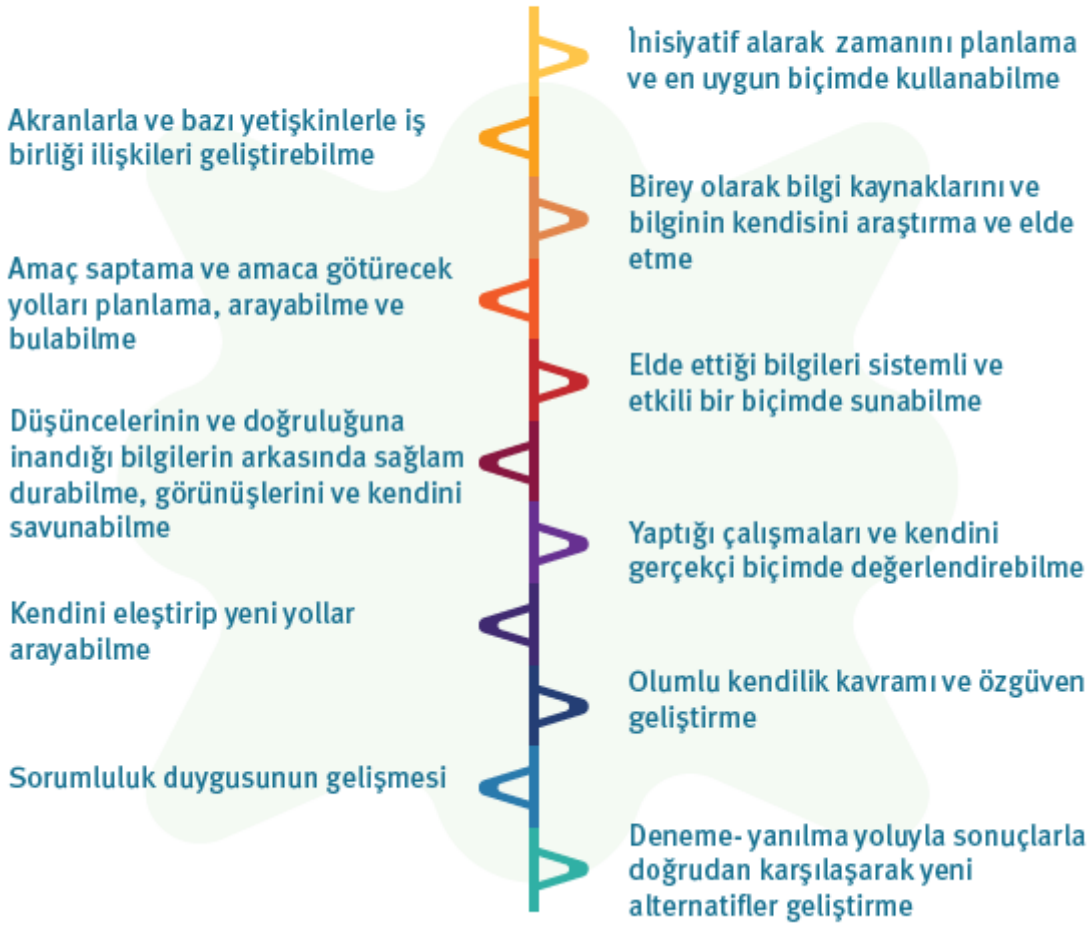 İnisiyatif alarak zamanını planlama
ve en uygun biçimde kullanabilme
Akranlarla ve bazı yetişkinlerle iş
birliği ilişkileri geliştirebilme
Birey olarak bilgi kaynaklarını ve
bilginin kendisini araştırma ve elde
etme
Amaç saptama ve amaca götürecek
yolları planlama, arayabilme ve
bulabilme
Elde ettiği bilgileri sistemli ve
etkili bir biçimde sunabilme
Düşüncelerinin ve doğruluğuna
inandığı bilgilerin arkasında sağlam
durabilme, görünüşlerini ve kendini
savunabilme
Yaptığı çalışmaları ve kendini
gerçekçi biçimde değerlendirebilme
Kendini eleştirip yeni yollar
arayabilme
Olumlu kendilik kavramı ve özgüven
geliştirme
Sorumluluk duygusunun gelişmesi
Deneme- yanılma yoluyla sonuçlarla
doğrudan karşılaşarak yeni
alternatifler geliştirme